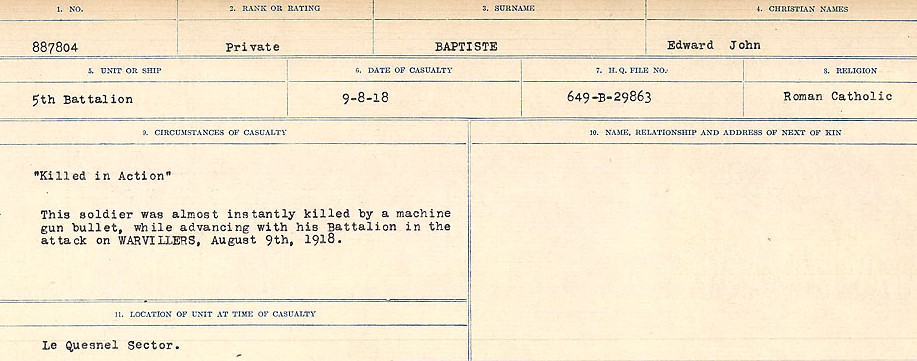 1. NO. 2. RANK OR RATING 3. SURNAME 4. CHRISTIAN NAMES
887804 Private BAPTISTE Edward John
5. UNIT OR SHIP 6. DATE OF CASUALTY 7. H.Q. FILE NO. 8. RELIGION
5th Battalion 9-8-18 649-B-29863 Roman Catholic
9. CIRCUMSTANCES OF CASUALTY 10. NAME, RELATIONSHIP AND ADDRESS OF NEXT OF KIN
"Killed in Action"
This soldier was almost instantly killed by a machine
gun bullet, while advancing with his Battalion in the
attack on WARVILLERS, August 9th, 1918.
11. LOCATION OF UNIT AT TIME OF CASUALTY
Le Quesnel Sector.